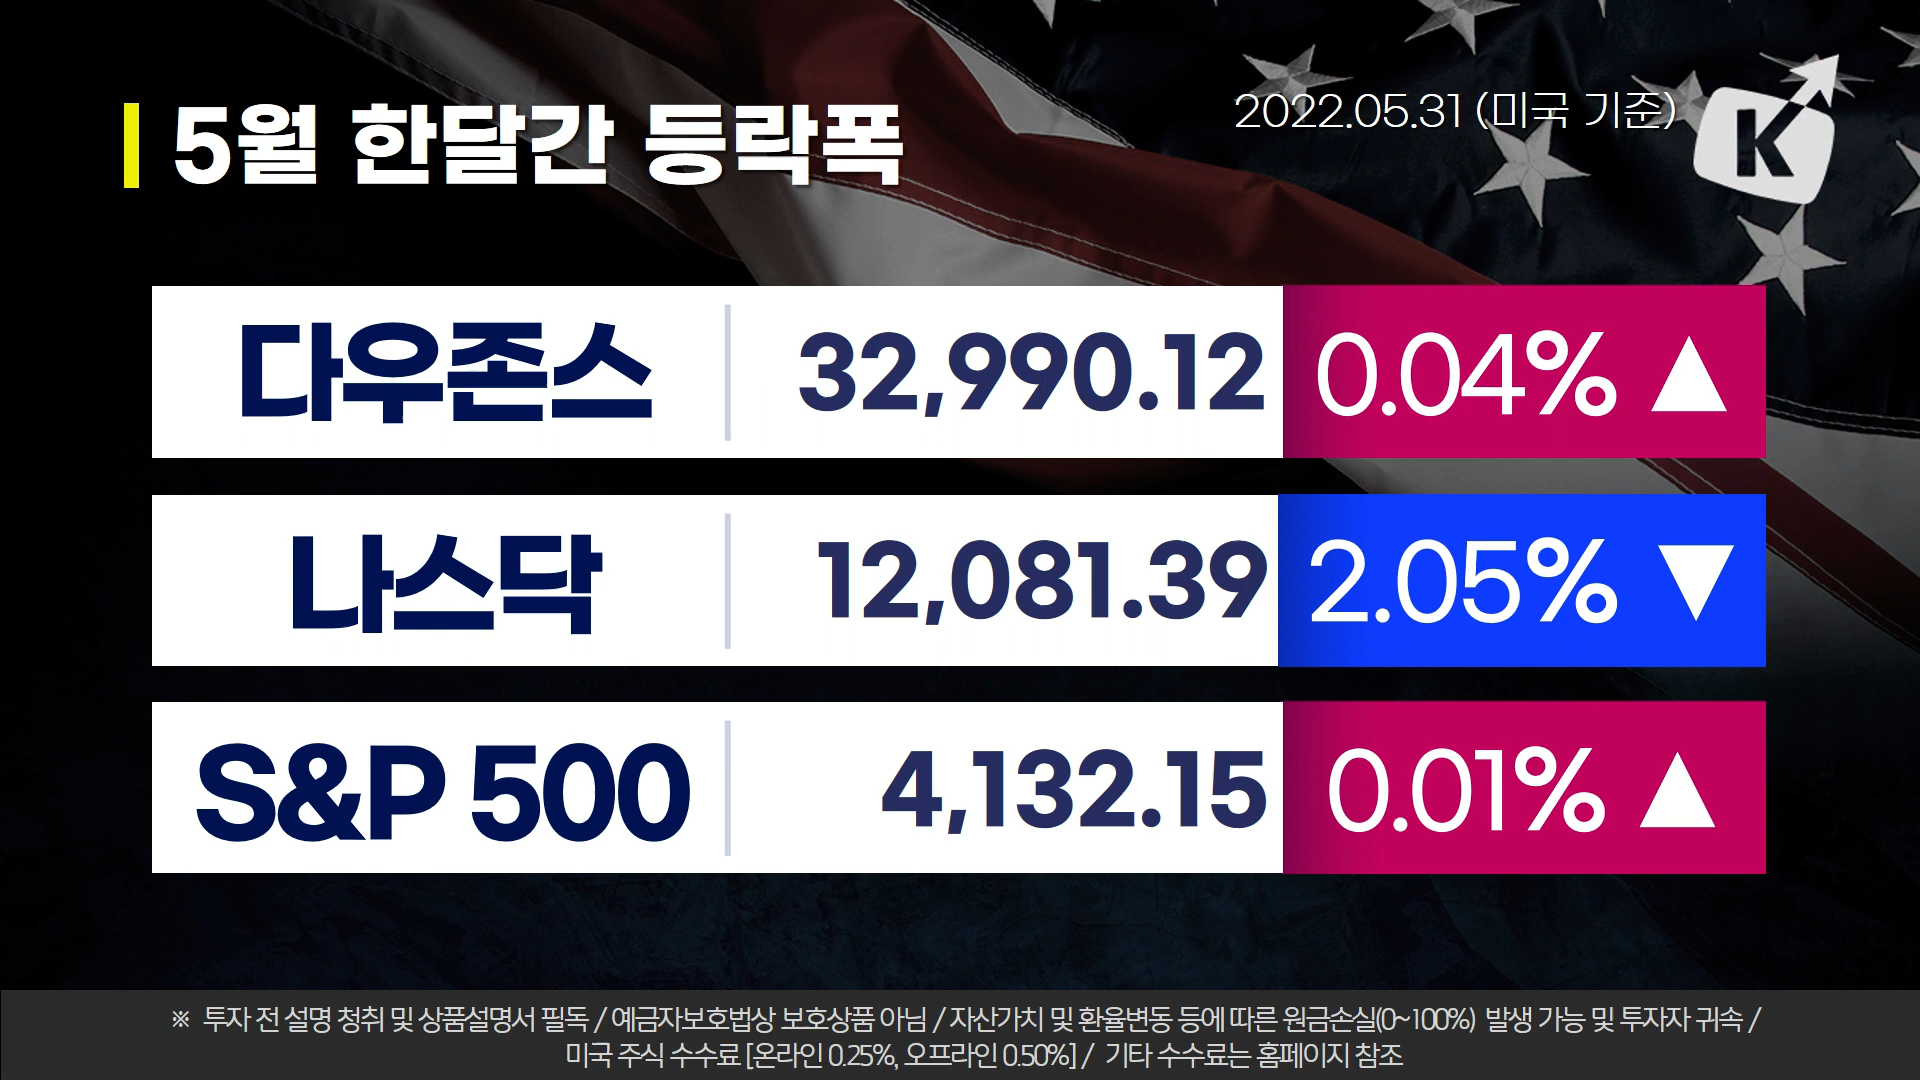 5월 한달간 등락폭
2022.05.31 (미국 기준)
K
다우존스 32,990.12 0.04% ▲
나스닥 12,081.39 2.05% ▼
S&P 500 4,132.15 0.01% ▲
※ 투자 전 설명 청취 및 상품설명서 필독 / 예금자보호법상 보호상품 아님 / 자산가치 및 환율변동 등에 따른 원금손실(0~100%) 발생 가능 및 투자자 귀속 /
미국 주식 수수료 [온라인 0.25%, 오프라인 0.50%] / 기타 수수료는 홈페이지 참조